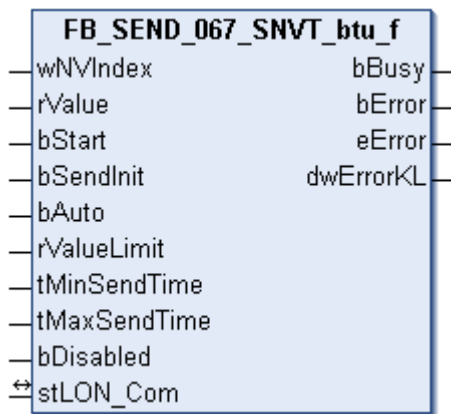 FB_SEND_067_SNVT_btu_f
wNVIndex bBusy
rValue bError
bStart eError
bSendInit dwErrorKL
bAuto
rValueLimit
tMinSendTime
tMaxSendTime
bDisabled
stLON_Com